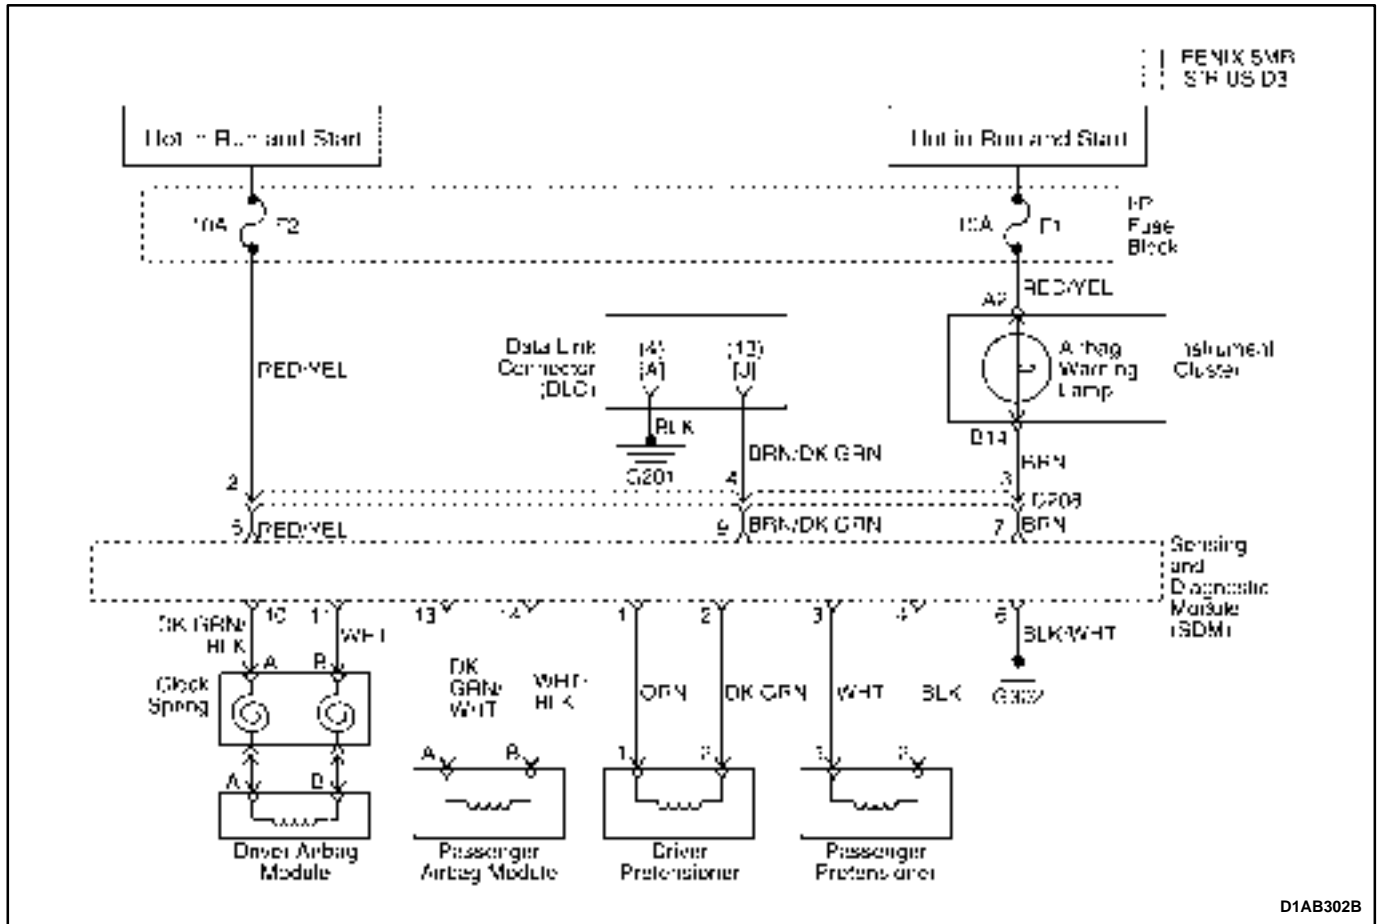 Hot in Run and Start
Hot in Run and Start
10A
F2
F1
I/P
Fuse
Block
RED/YEL
A2
Data Link
Connector
(DLC)
(4)
[A]
[J]
Airbag
Warning
Lamp
Instrument
Cluster
RED/YEL
BLK
G201
B14
BRN/DK GRN
BRN
2
4
3
C208
5
RED/YEL
9
BRN/DK GRN
7
BRN
Sensing
and
Diagnostic
Module
(SDM)
10
11
13
14
1
2
3
4
6
DK GRN/
BLK
WHT
BLK/WHT
A
B
Clock
Spring
DK
GRN/
WHT
WHT/
BLK
ORN
DK GRN
WHT
BLK
G302
A
B
1
2
1
2
A
B
Driver Airbag
Module
Passenger
Airbag Module
Driver
Pretensioner
Passenger
Pretensioner
D1AB302B